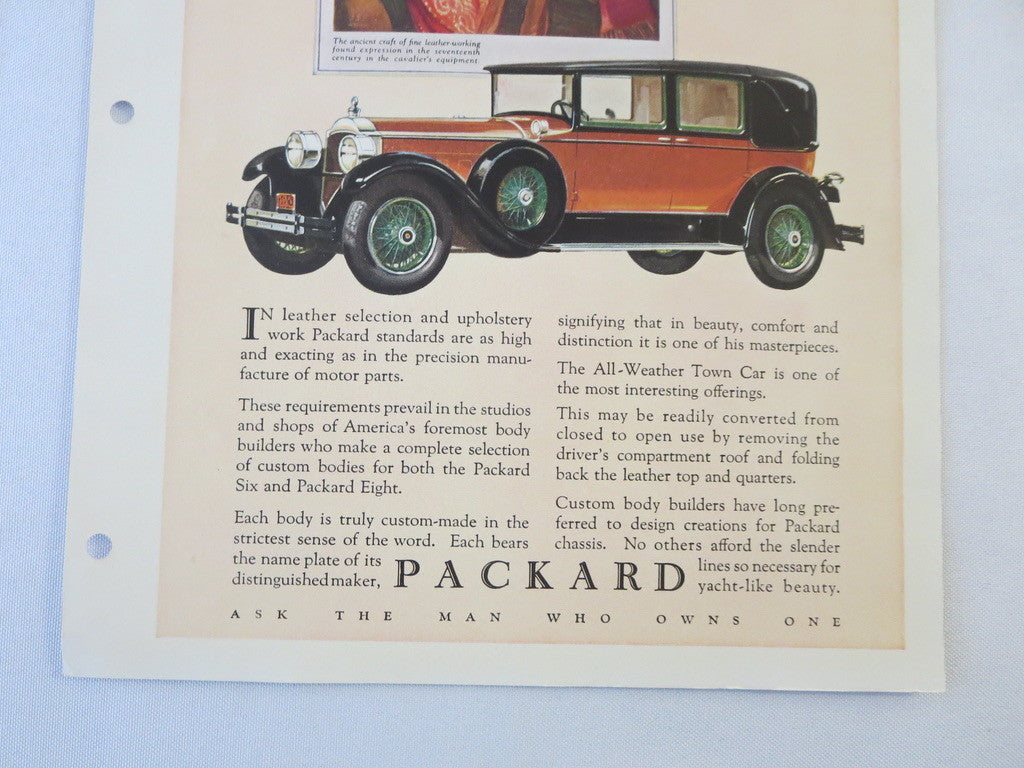 The ancient craft of fine leather-working
found expression in the seventeenth
century in the cavalier's equipment
IN leather selection and upholstery
work Packard standards are as high
and exacting as in the precision manu-
facture of motor parts.
These requirements prevail in the studios
and shops of America's foremost body
builders who make a complete selection
of custom bodies for both the Packard
Six and Packard Eight.
Each body is truly custom-made in the
strictest sense of the word. Each bears
the name plate of its
distinguished maker,
signifying that in beauty, comfort and
distinction it is one of his masterpieces.
The All-Weather Town Car is one of
the most interesting offerings.
This may be readily converted from
closed to open use by removing the
driver's compartment roof and folding
back the leather top and quarters.
Custom body builders have long pre-
ferred to design creations for Packard
chassis. No others afford the slender
lines so necessary for
yacht-like beauty.
PACKARD
ASK THE MAN WHO OWNS ONE